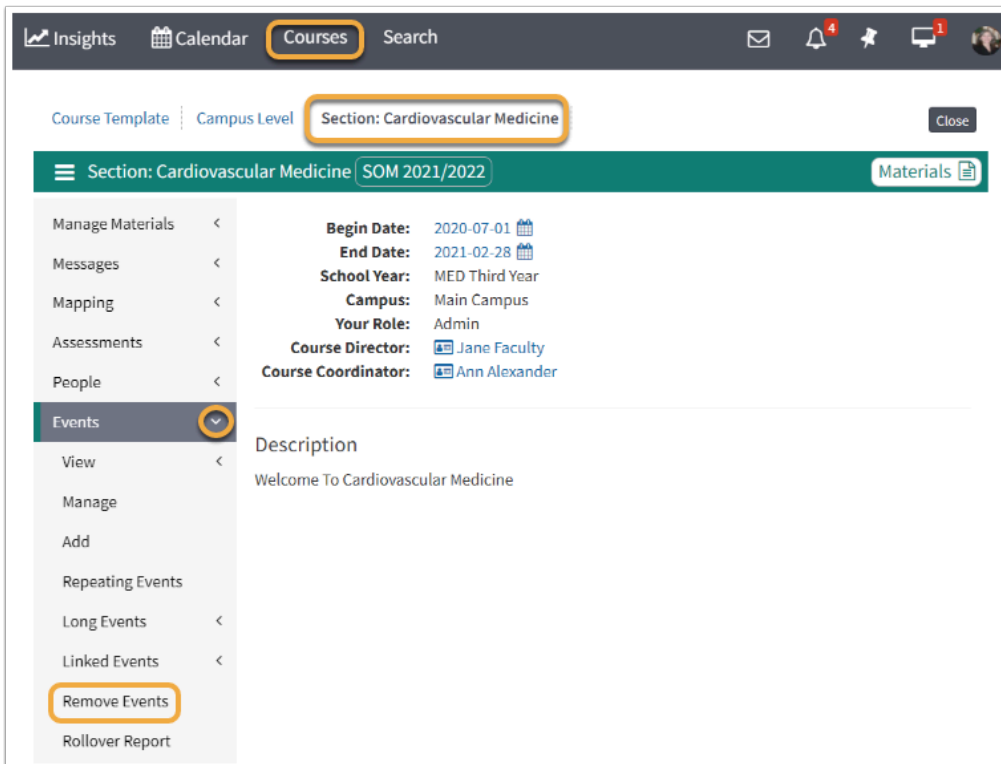 Insights Calendar Courses Search 4 1
Course Template Campus Level Section: Cardiovascular Medicine Close
Section: Cardiovascular Medicine SOM 2021/2022 Materials
Manage Materials
Messages
Mapping
Assessments
People
Events
View
Manage
Add
Repeating Events
Long Events
Linked Events
Remove Events
Rollover Report
Begin Date: 2020-07-01
End Date: 2021-02-28
School Year: MED Third Year
Campus: Main Campus
Your Role: Admin
Course Director: Jane Faculty
Course Coordinator: Ann Alexander
Description
Welcome To Cardiovascular Medicine